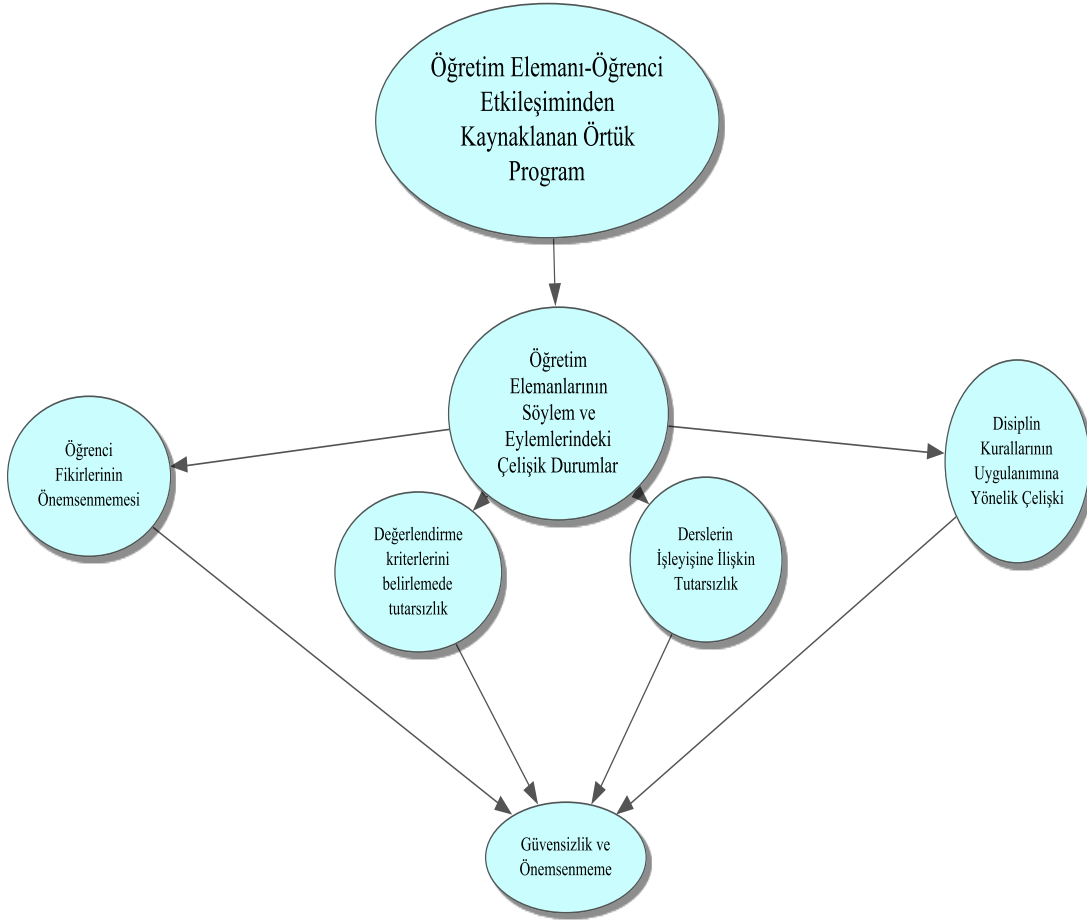 Öğretim Elemanı-Öğrenci
Etkileşiminden
Kaynaklanan Örtük
Program
Öğretim
Elemanlarının
Söylem ve
Eylemlerindeki
Çelişik Durumlar
Öğrenci
Fikirlerinin
Önemsenmemesi
Değerlendirme
kriterlerini
belirlemede
tutarsızlık
Derslerin
İşleyişine İlişkin
Tutarsızlık
Disiplin
Kurallarının
Uygulanımına
Yönelik Çelişki
Güvensizlik ve
Önemsenmeme